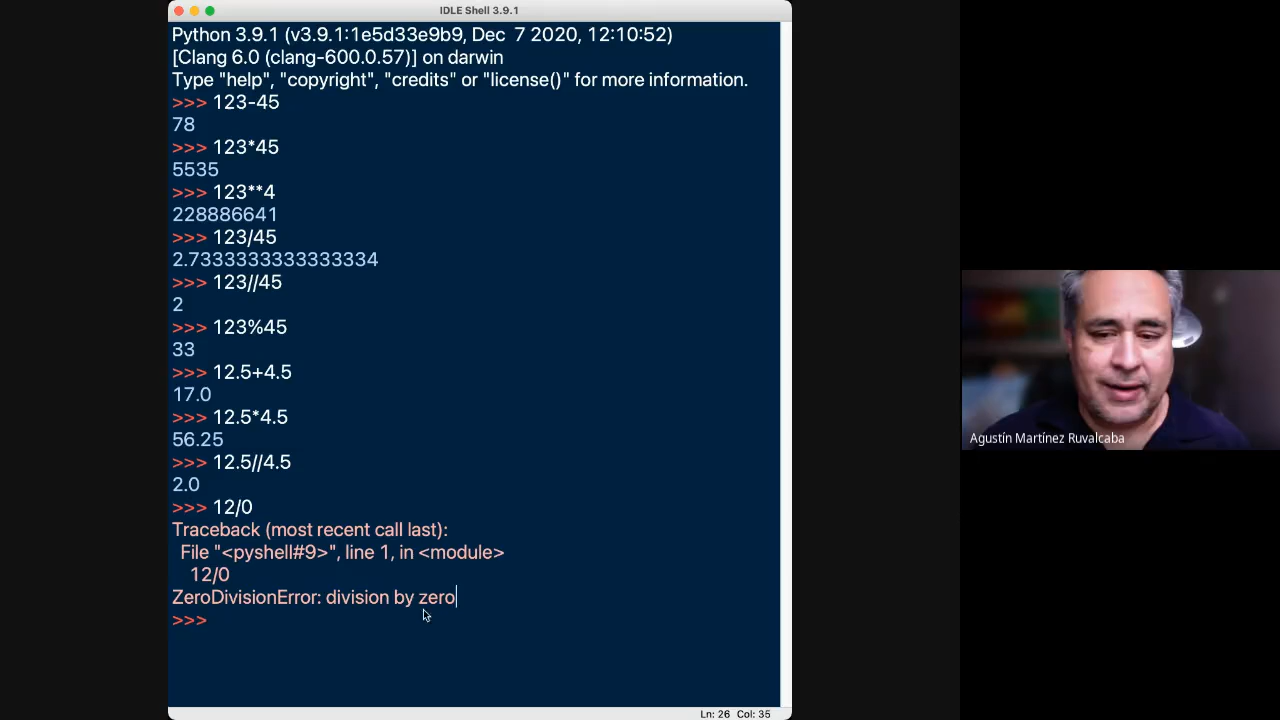 IDLE Shell 3.9.1
Python 3.9.1 (v3.9.1:1e5d33e9b9, Dec  7 2020, 12:10:52)
[Clang 6.0 (clang-600.0.57)] on darwin
Type "help", "copyright", "credits" or "license()" for more information.
>>> 123-45
78
>>> 123*45
5535
>>> 123**4
228886641
>>> 123/45
2.7333333333333334
>>> 123//45
2
>>> 123%45
33
>>> 12.5+4.5
17.0
>>> 12.5*4.5
56.25
>>> 12.5//4.5
2.0
>>> 12/0
Traceback (most recent call last):
  File "<pyshell#9>", line 1, in <module>
    12/0
ZeroDivisionError: division by zero
>>>
Ln: 26  Col: 35
Agustín Martínez Ruvalcaba